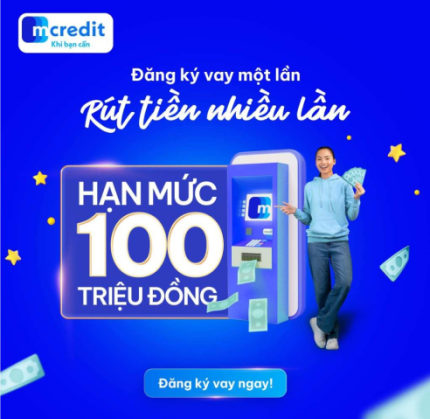 mcredit
Khi bạn cần
Đăng ký vay một lần
Rút tiền nhiều lần
HẠN MỨC
100
TRIỆU ĐỒNG
m
Đăng ký vay ngay!